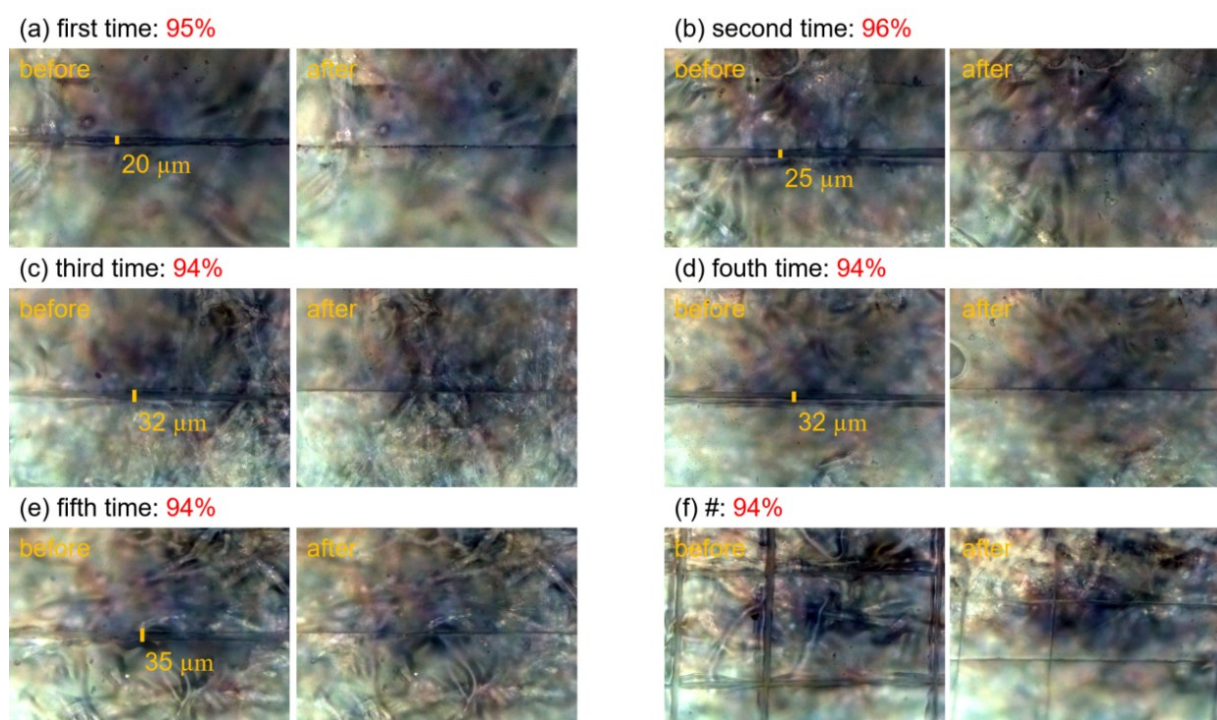 (a) first time: 95%
before
after
20 μm
(b) second time: 96%
before
after
25 μm
(c) third time: 94%
before
after
32 μm
(d) fouth time: 94%
before
after
32 μm
(e) fifth time: 94%
before
after
35 μm
(f) #: 94%
before
after